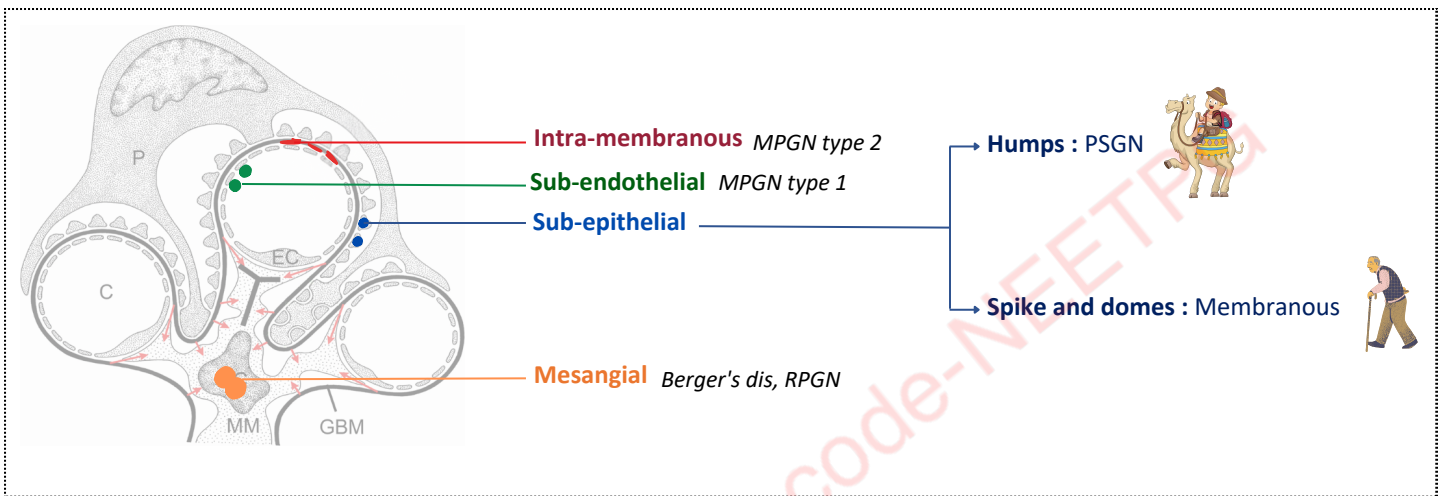 P
C
EC
MM
GBM
Intra-membranous MPGN type 2
Sub-endothelial MPGN type 1
Sub-epithelial
Mesangial Berger's dis, RPGN
Humps : PSGN
Spike and domes : Membranous
code-NEETPG